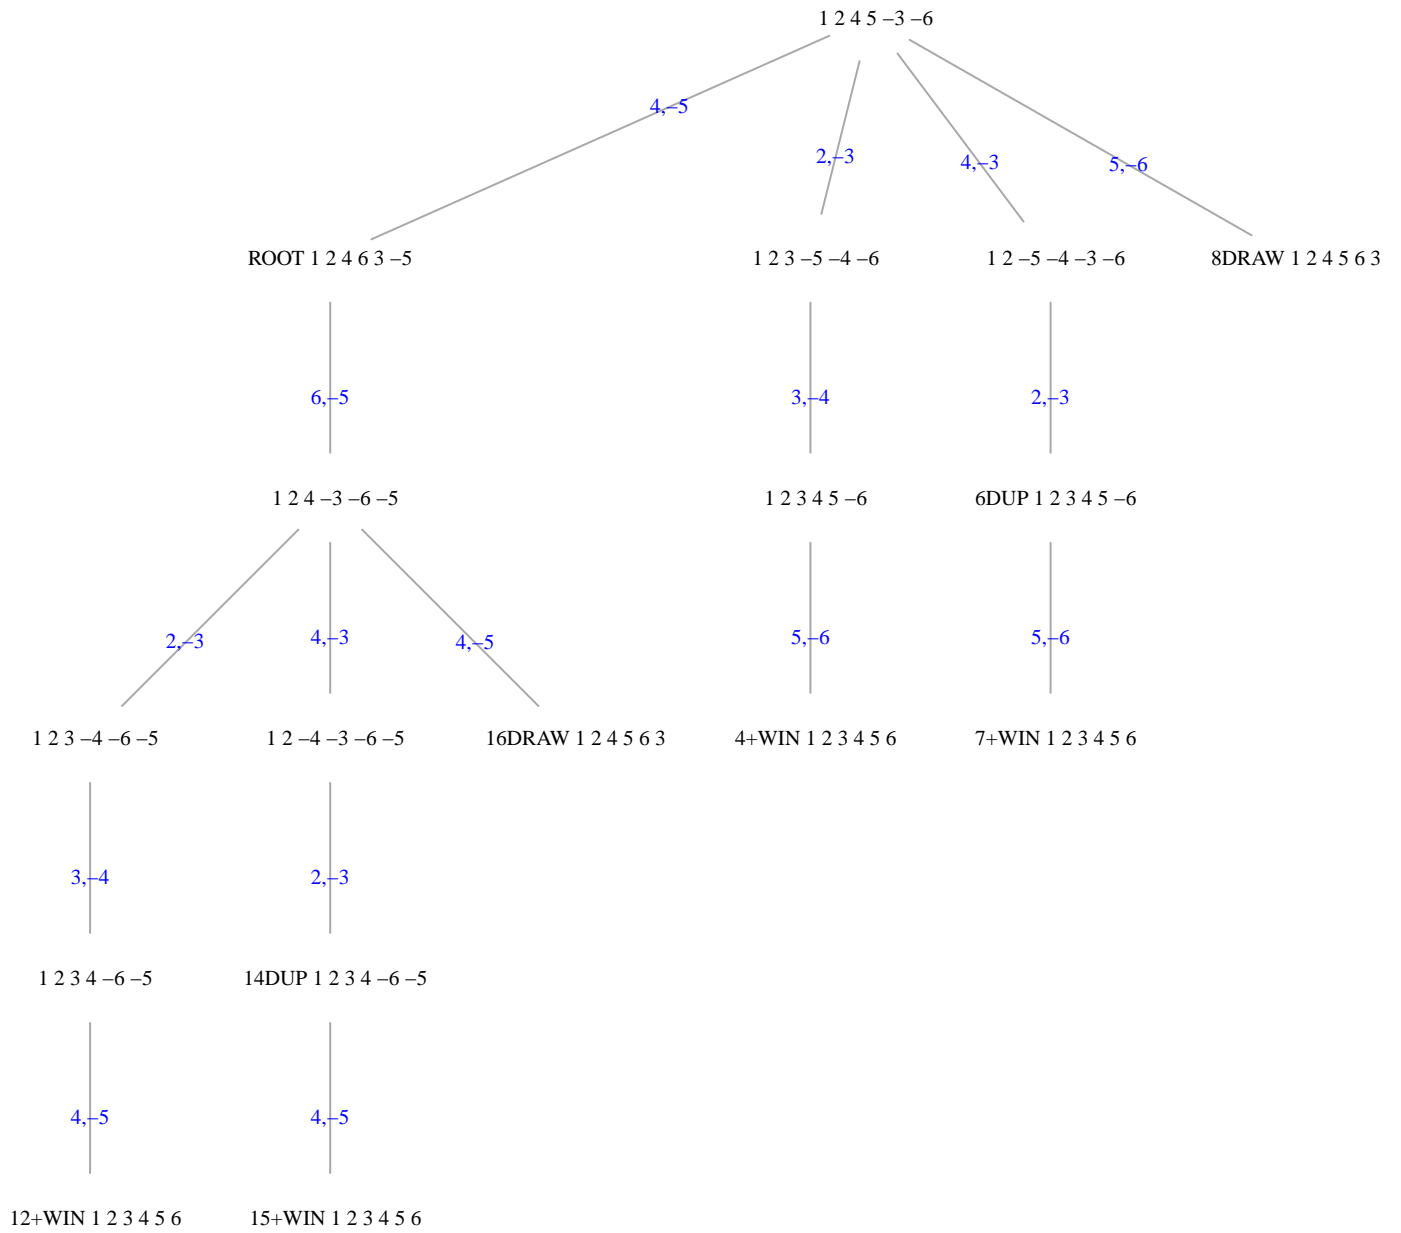 1 2 4 5 –3 –6
4,–5
2,–3
4,–3
5,–6
ROOT 1 2 4 6 3 –5
1 2 3 –5 –4 –6
1 2 –5 –4 –3 –6
8DRAW 1 2 4 5 6 3
6,–5
3,–4
2,–3
1 2 4 –3 –6 –5
1 2 3 4 5 –6
6DUP 1 2 3 4 5 –6
2,–3
4,–3
4,–5
5,–6
5,–6
1 2 3 –4 –6 –5
1 2 –4 –3 –6 –5
16DRAW 1 2 4 5 6 3
4+WIN 1 2 3 4 5 6
7+WIN 1 2 3 4 5 6
3,–4
2,–3
1 2 3 4 –6 –5
14DUP 1 2 3 4 –6 –5
4,–5
4,–5
12+WIN 1 2 3 4 5 6
15+WIN 1 2 3 4 5 6